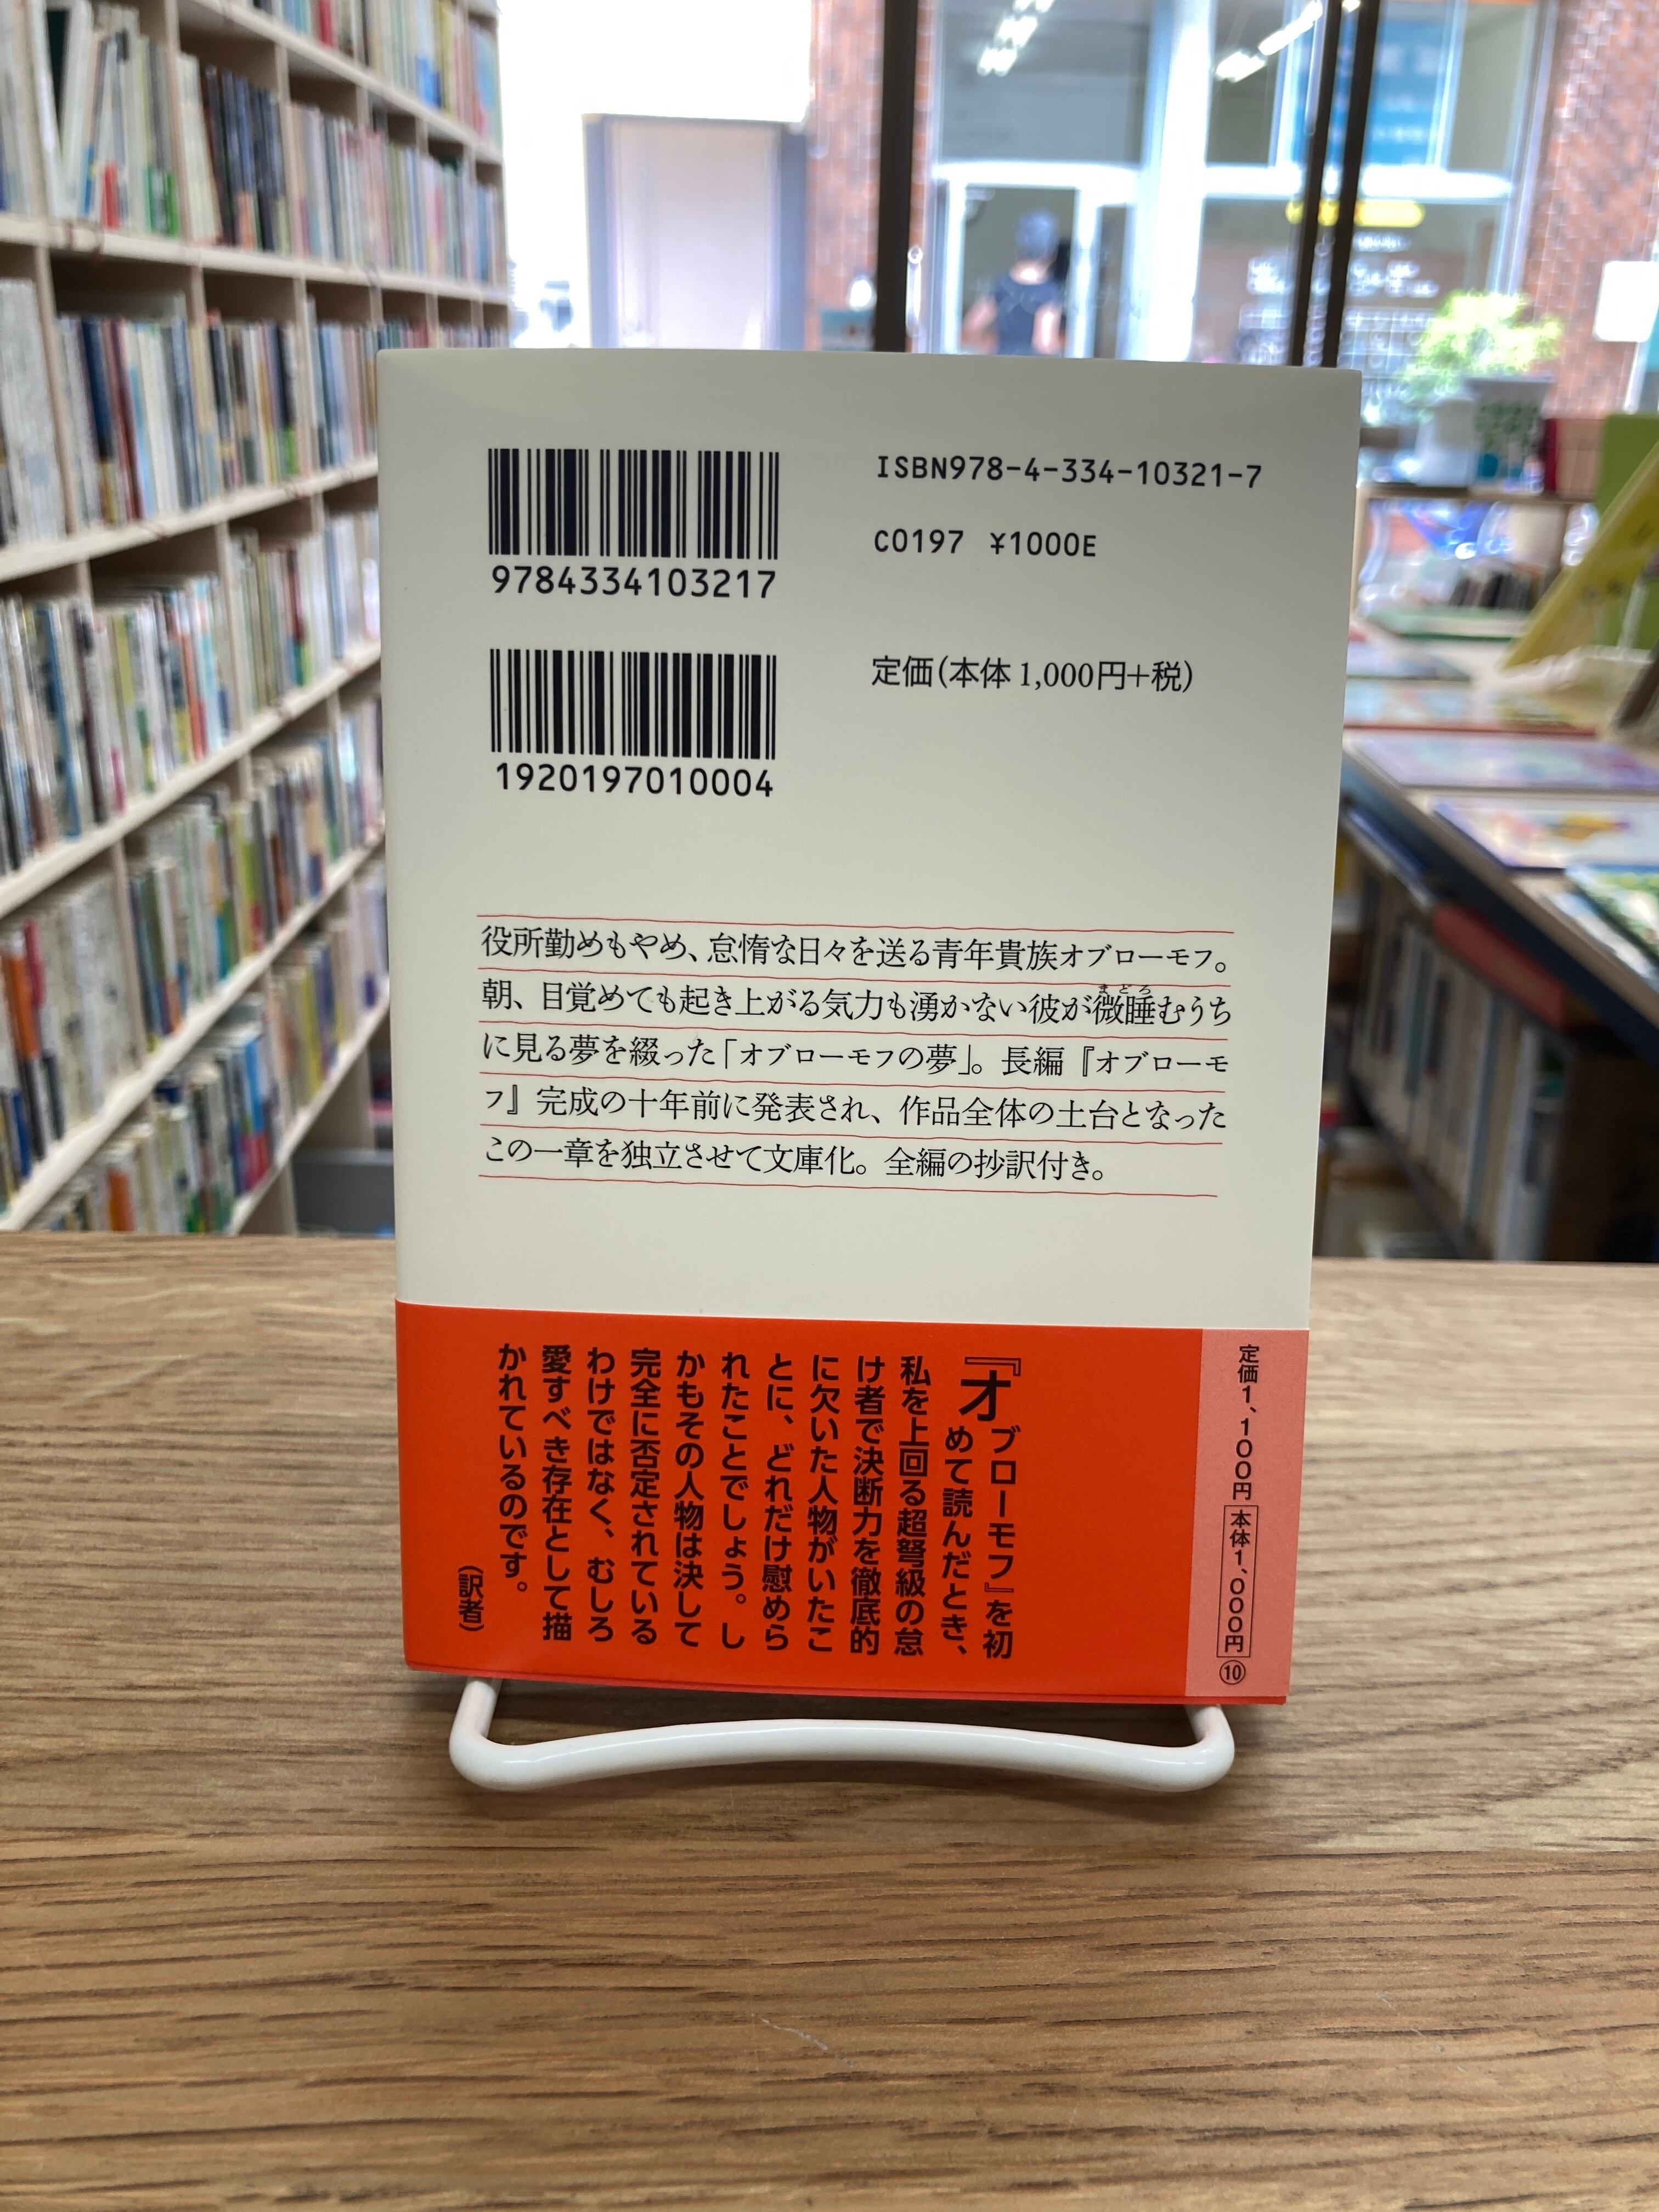 9784334103217
1920197010004
ISBN978-4-334-10321-7
C0197 ¥1000E
定価(本体1,000円+税)
役所勤めもやめ、怠惰な日々を送る青年貴族オブローモフ。
朝、目覚めても起き上がる気力も湧かない彼が微睡むうち
まどろ
に見る夢を綴った「オブローモフの夢」。長編『オブローモ
フ』完成の十年前に発表され、作品全体の土台となった
この一章を独立させて文庫化。全編の抄訳付き。
定価1、100円 本体1、000円 ⑩
『オブローモフ』を初
めて読んだとき、
私を上回る超弩級の怠
け者で決断力を徹底的
に欠いた人物がいたこ
とに、どれだけ慰めら
れたことでしょう。し
かもその人物は決して
完全に否定されている
わけではなく、むしろ
愛すべき存在として描
かれているのです。
(訳者)